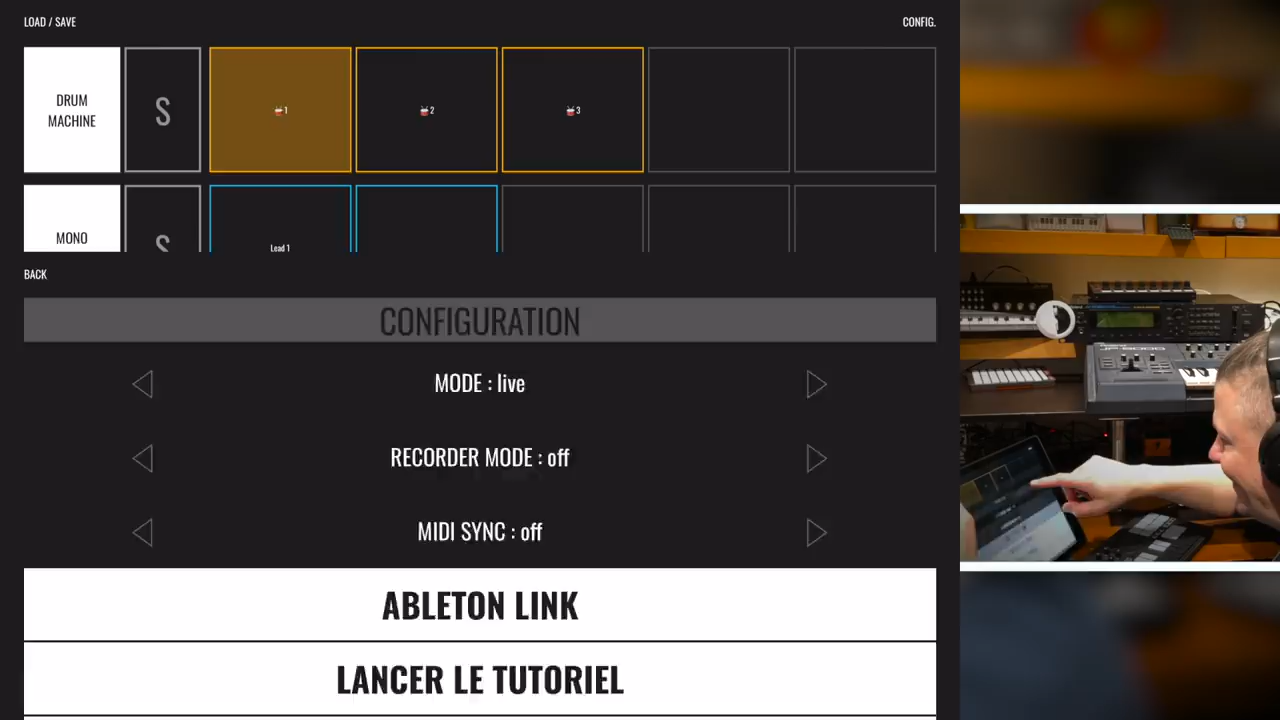 LOAD / SAVE
CONFIG.
DRUM
MACHINE
S
1
2
3
MONO
S
Lead 1
BACK
CONFIGURATION
MODE : live
RECORDER MODE : off
MIDI SYNC : off
ABLETON LINK
LANCER LE TUTORIEL